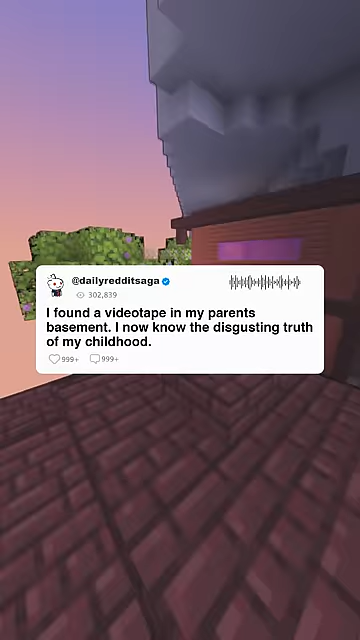 @dailyredditsaga
302,839
I found a videotape in my parents
basement. I now know the disgusting truth
of my childhood.
999+ 999+